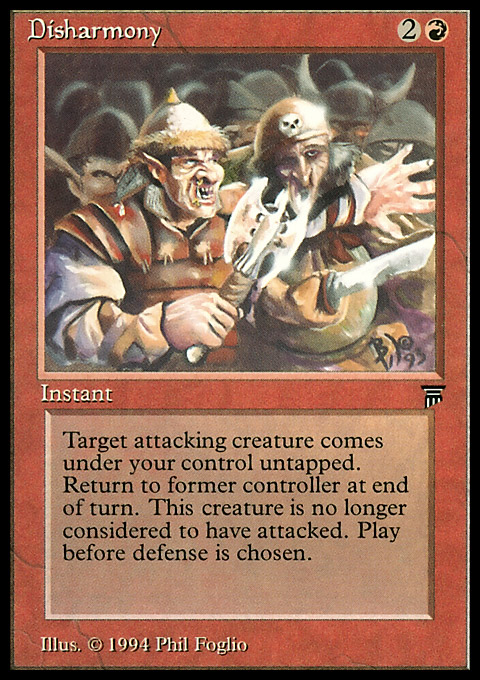 Disharmony
2
Instant
Target attacking creature comes
under your control untapped.
Return to former controller at end
of turn. This creature is no longer
considered to have attacked. Play
before defense is chosen.
Illus. © 1994 Phil Foglio